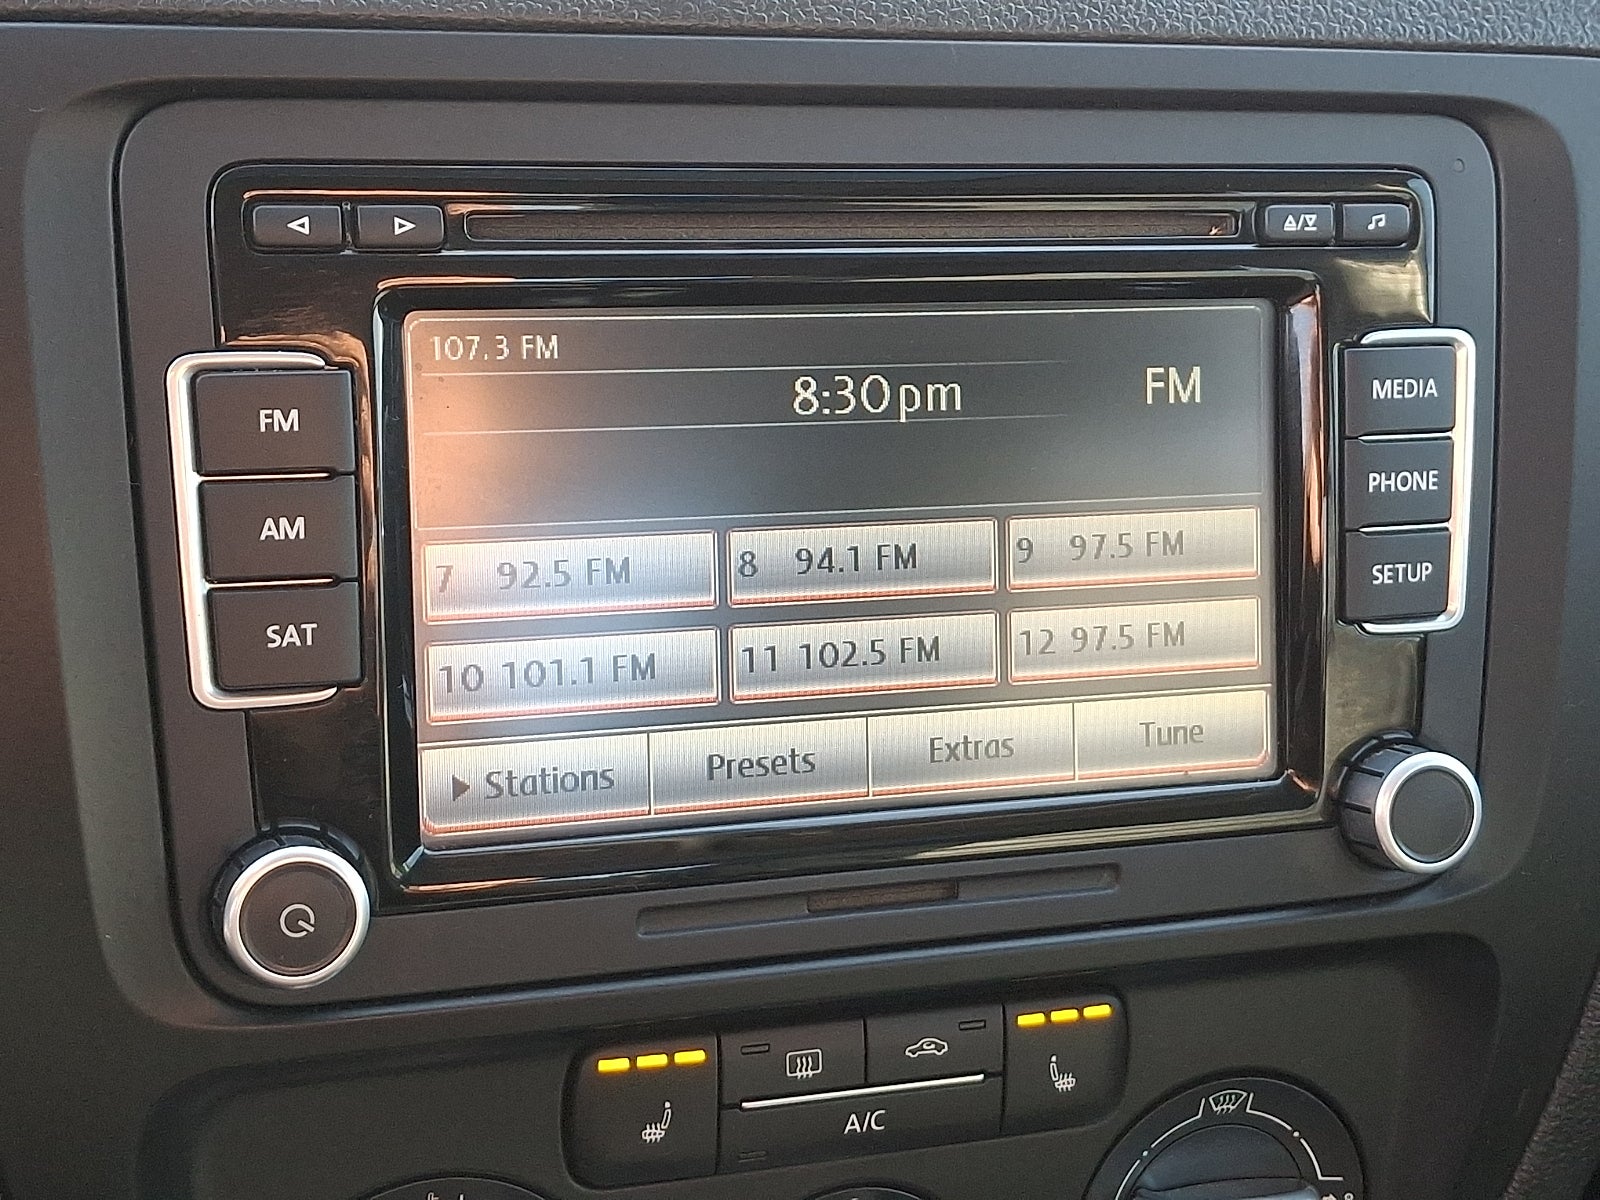 107.3 FM
8:30pm
FM
FM
AM
SAT
MEDIA
PHONE
SETUP
7 92.5 FM
8 94.1 FM
9 97.5 FM
10 101.1 FM
11 102.5 FM
12 97.5 FM
Stations
Presets
Extras
Tune
A/C